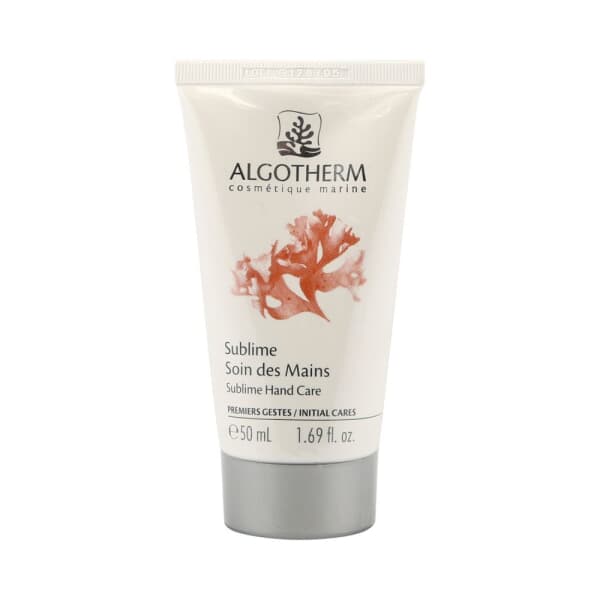 ALGOTHERM
cosmétique marine
Sublime
Soin des Mains
Sublime Hand Care
PREMIERS GESTES / INITIAL CARES
℮50 mL 1.69 fl. oz.